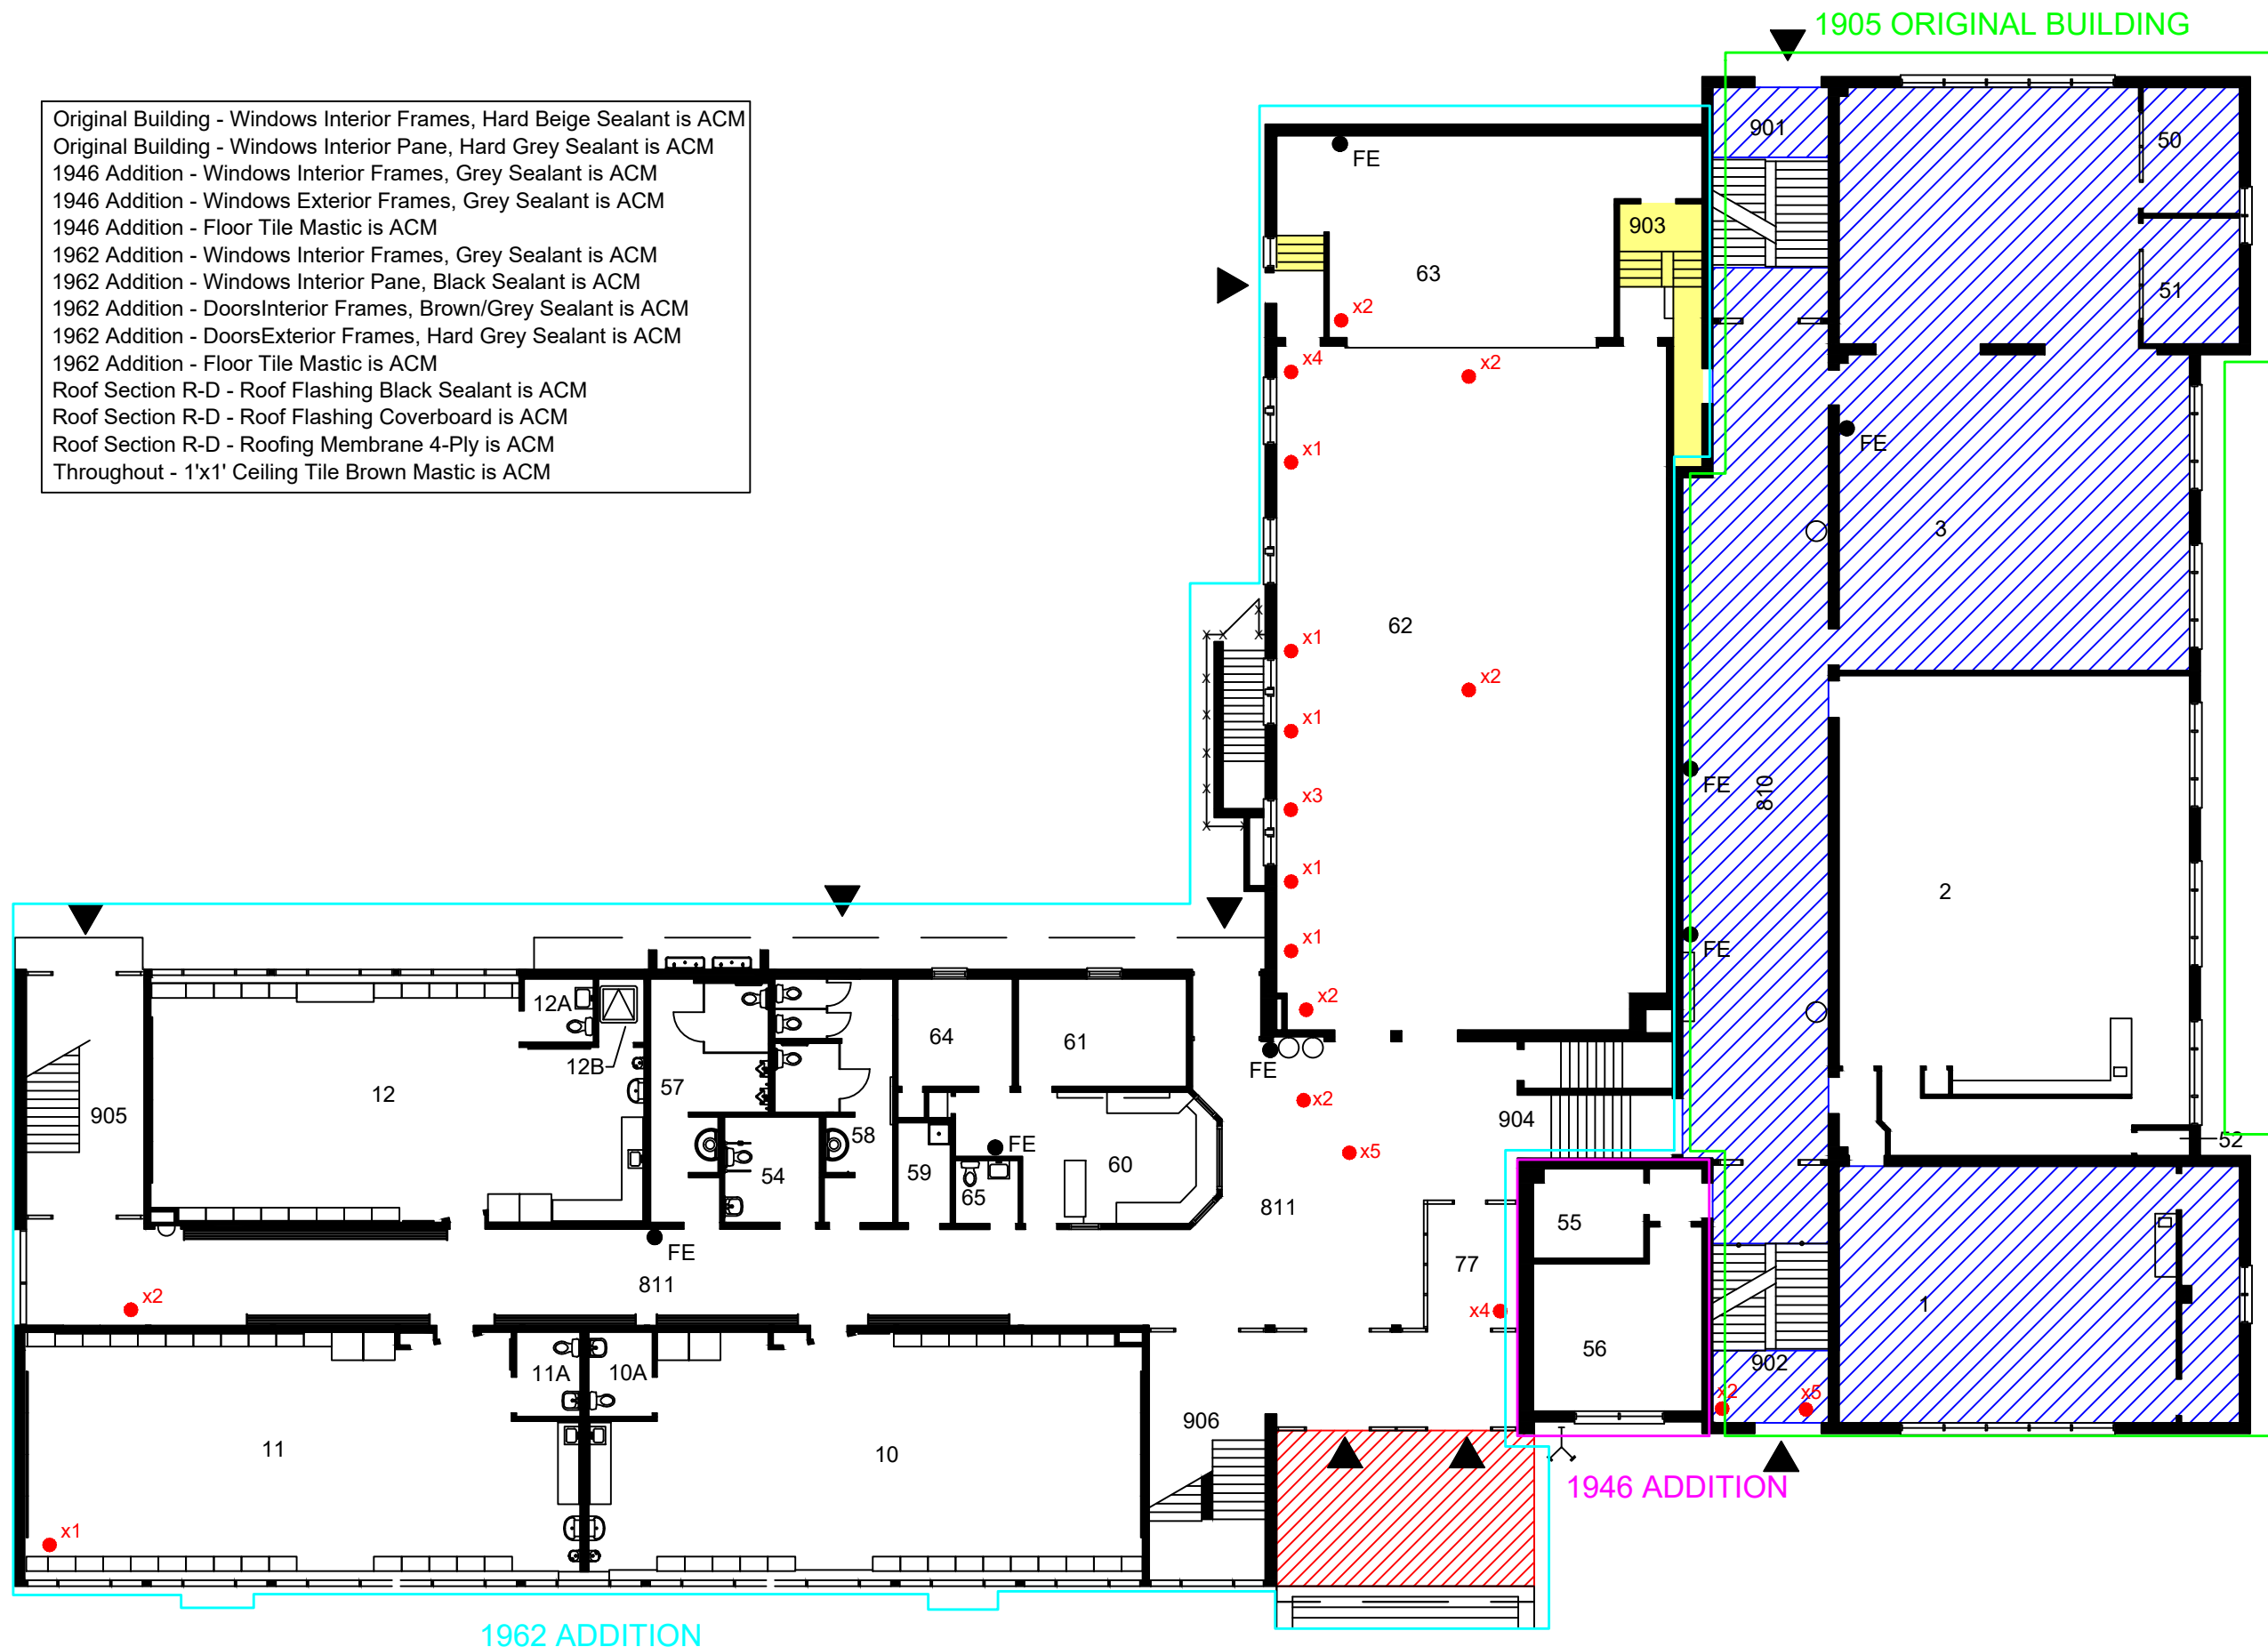 1905 ORIGINAL BUILDING
Original Building - Windows Interior Frames, Hard Beige Sealant is ACM
Original Building - Windows Interior Pane, Hard Grey Sealant is ACM
1946 Addition - Windows Interior Frames, Grey Sealant is ACM
1946 Addition - Windows Exterior Frames, Grey Sealant is ACM
1946 Addition - Floor Tile Mastic is ACM
1962 Addition - Windows Interior Frames, Grey Sealant is ACM
1962 Addition - Windows Interior Pane, Black Sealant is ACM
1962 Addition - DoorsInterior Frames, Brown/Grey Sealant is ACM
1962 Addition - DoorsExterior Frames, Hard Grey Sealant is ACM
1962 Addition - Floor Tile Mastic is ACM
Roof Section R-D - Roof Flashing Black Sealant is ACM
Roof Section R-D - Roof Flashing Coverboard is ACM
Roof Section R-D - Roofing Membrane 4-Ply is ACM
Throughout - 1'x1' Ceiling Tile Brown Mastic is ACM
901
50
FE
903
63
51
x2
x4
x2
FE
x1
3
62
x1
x2
x1
FE
810
x3
x1
2
FE
x1
12A
x2
64
61
12B
FE
57
12
x2
905
904
58
FE
52
x5
60
54
59
65
811
55
FE
77
811
x2
x4
1
56
902
11A
10A
x2
x5
906
11
10
1946 ADDITION
x1
1962 ADDITION